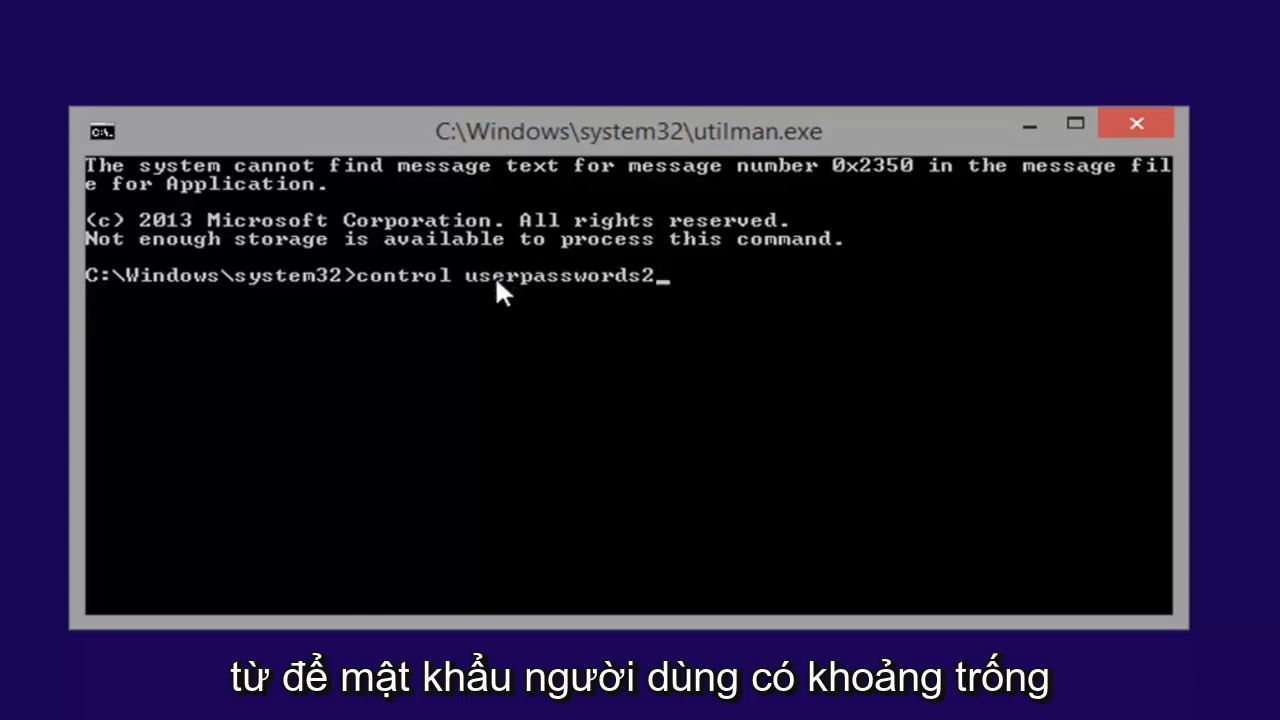 C:\.
C:\Windows\system32\utilman.exe
The system cannot find message text for message number 0x2350 in the message fil
e for Application.
(c) 2013 Microsoft Corporation. All rights reserved.
Not enough storage is available to process this command.
C:\Windows\system32>control userpasswords2_
từ để mật khẩu người dùng có khoảng trống